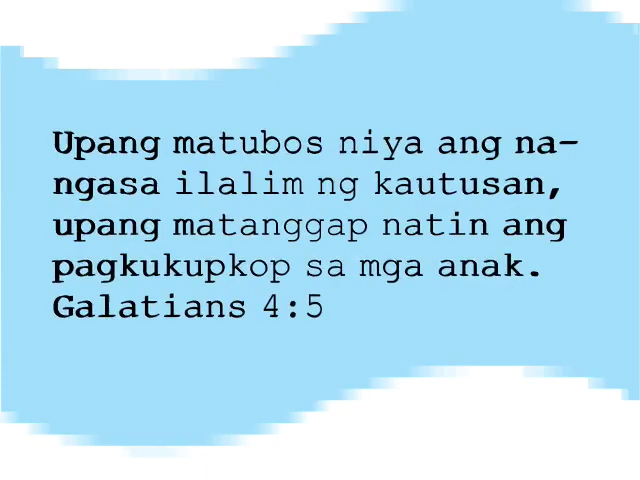 Upang matubos niya ang na-
ngasa ilalim ng kautusan,
upang matanggap natin ang
pagkukupkop sa mga anak.
Galatians 4:5